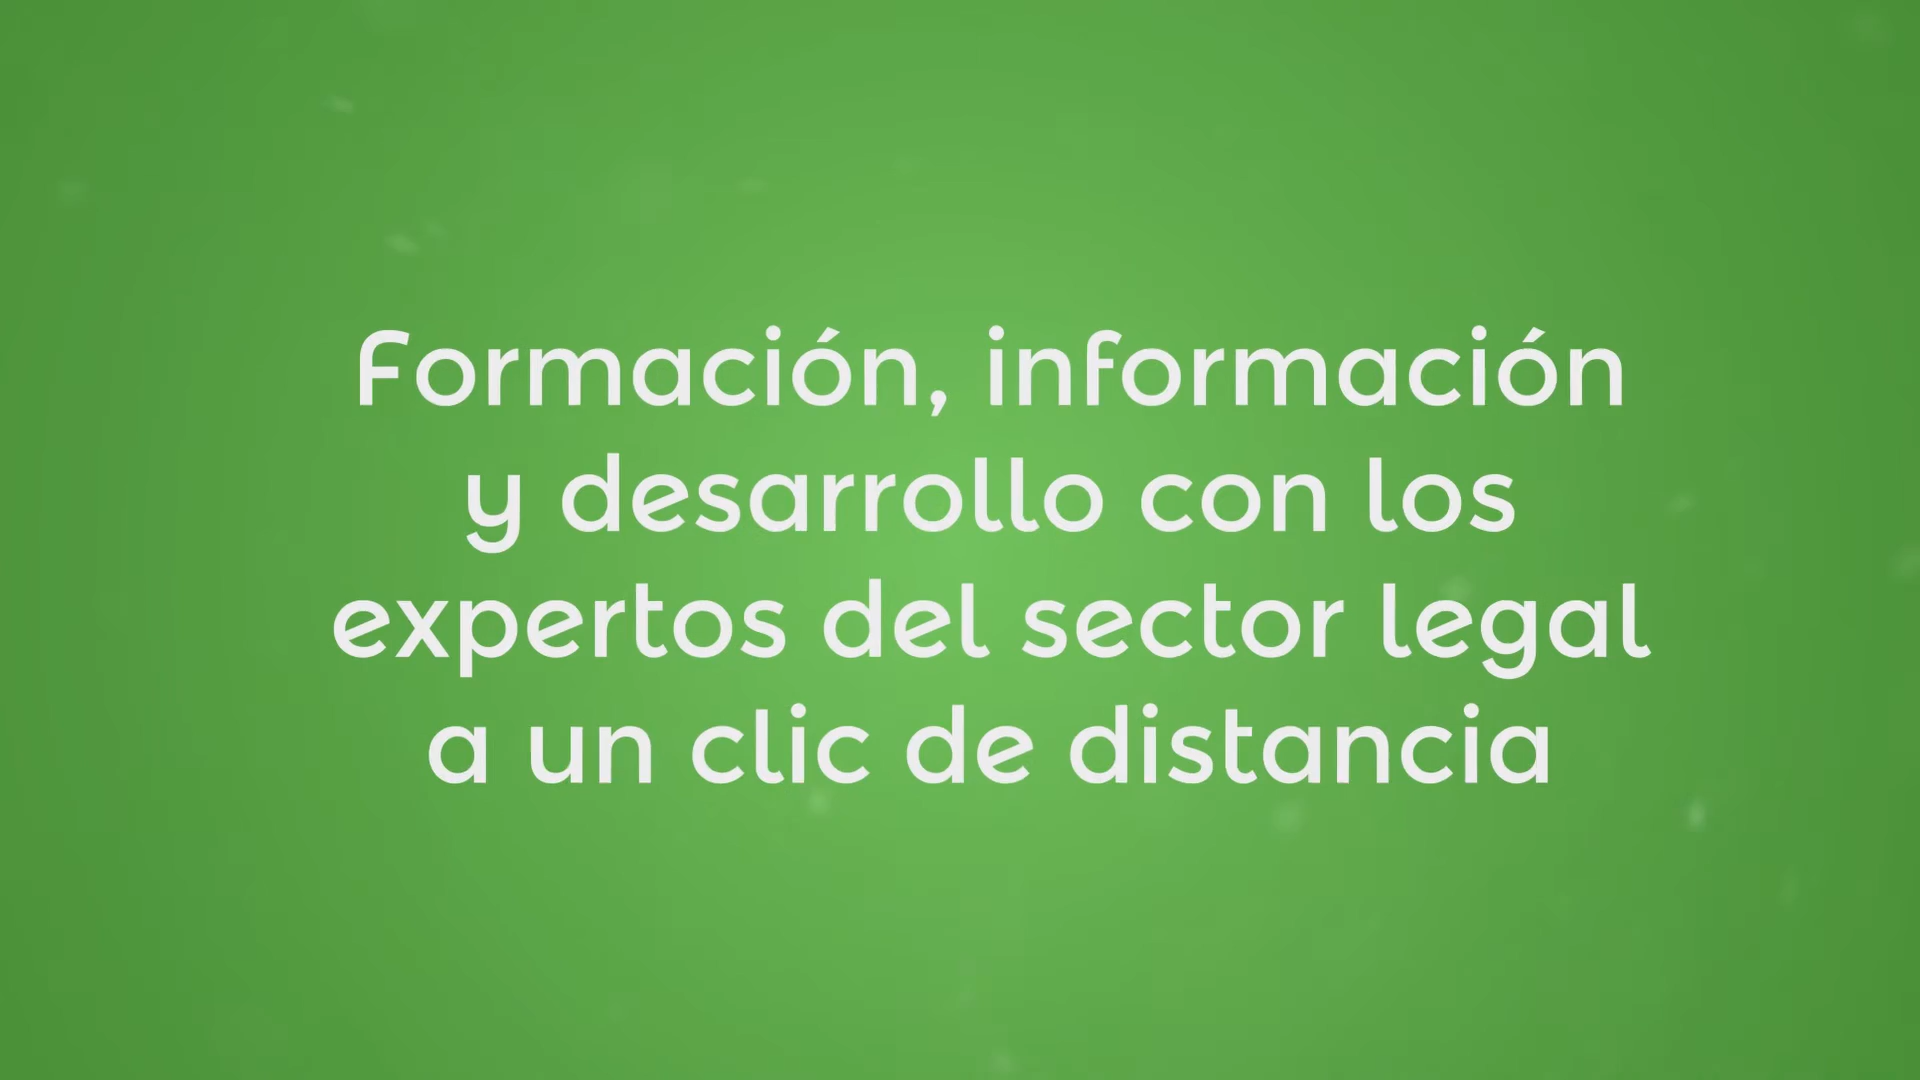 Formación, información
y desarrollo con los
expertos del sector legal
a un clic de distancia